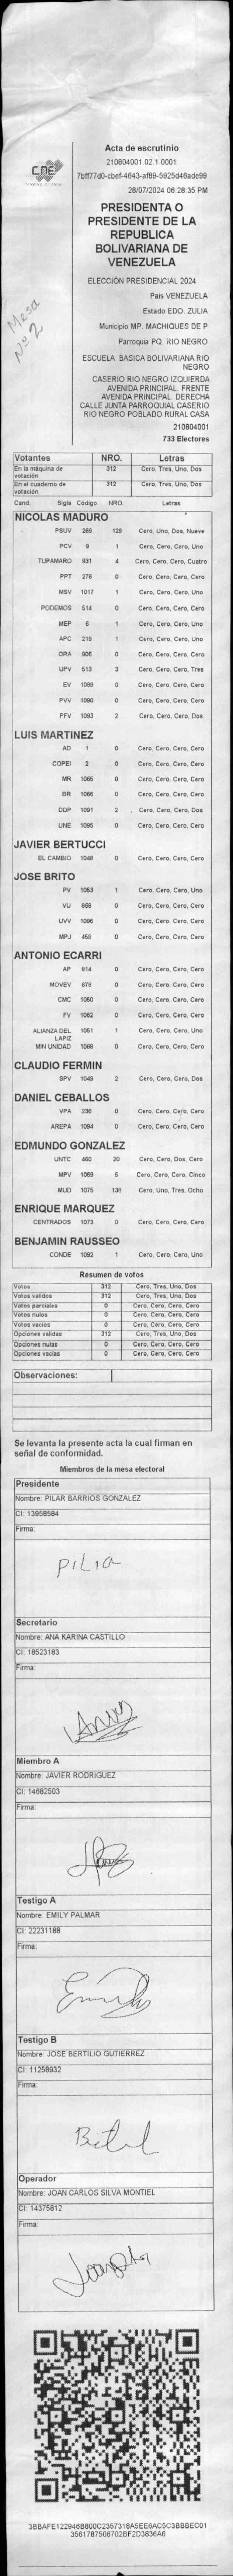 CNE
Acta de escrutinio
210804001.02.1.0001
7bff77d0-cbef-4643-af89-5925d46ade99
28/07/2024 06:28:35 PM
PRESIDENTA O
PRESIDENTE DE LA
REPUBLICA
BOLIVARIANA DE
VENEZUELA
ELECCIÓN PRESIDENCIAL 2024
País VENEZUELA
Estado EDO. ZULIA
Municipio MP. MACHIQUES DE P
Parroquia PQ. RIO NEGRO
Mesa
Nº 2
ESCUELA BASICA BOLIVARIANA RIO
NEGRO
CASERIO RIO NEGRO IZQUIERDA
AVENIDA PRINCIPAL. FRENTE
AVENIDA PRINCIPAL. DERECHA
CALLE JUNTA PARROQUIAL CASERIO
RIO NEGRO POBLADO RURAL CASA
210804001
733 Electores
Votantes NRO. Letras
En la máquina de votación 312 Cero, Tres, Uno, Dos
En el cuaderno de votación 312 Cero, Tres, Uno, Dos
Cand. Sigla Código NRO Letras
NICOLAS MADURO
PSUV 268 129 Cero, Uno, Dos, Nueve
PCV 9 1 Cero, Cero, Cero, Uno
TUPAMARO 931 4 Cero, Cero, Cero, Cuatro
PPT 276 0 Cero, Cero, Cero, Cero
MSV 1017 1 Cero, Cero, Cero, Uno
PODEMOS 514 0 Cero, Cero, Cero, Cero
MEP 6 1 Cero, Cero, Cero, Uno
APC 219 1 Cero, Cero, Cero, Uno
ORA 906 0 Cero, Cero, Cero, Cero
UPV 513 3 Cero, Cero, Cero, Tres
EV 1089 0 Cero, Cero, Cero, Cero
PVV 1090 0 Cero, Cero, Cero, Cero
PFV 1093 2 Cero, Cero, Cero, Dos
LUIS MARTINEZ
AD 1 0 Cero, Cero, Cero, Cero
COPEI 2 0 Cero, Cero, Cero, Cero
MR 1065 0 Cero, Cero, Cero, Cero
BR 1066 0 Cero, Cero, Cero, Cero
DDP 1091 2 Cero, Cero, Cero, Dos
UNE 1095 0 Cero, Cero, Cero, Cero
JAVIER BERTUCCI
EL CAMBIO 1048 0 Cero, Cero, Cero, Cero
JOSE BRITO
PV 1053 1 Cero, Cero, Cero, Uno
VU 868 0 Cero, Cero, Cero, Cero
UVV 1096 0 Cero, Cero, Cero, Cero
MPJ 458 0 Cero, Cero, Cero, Cero
ANTONIO ECARRI
AP 914 0 Cero, Cero, Cero, Cero
MOVEV 878 0 Cero, Cero, Cero, Cero
CMC 1050 0 Cero, Cero, Cero, Cero
FV 1062 0 Cero, Cero, Cero, Cero
ALIANZA DEL LAPIZ 1051 1 Cero, Cero, Cero, Uno
MIN UNIDAD 1068 0 Cero, Cero, Cero, Cero
CLAUDIO FERMIN
SPV 1049 2 Cero, Cero, Cero, Dos
DANIEL CEBALLOS
VPA 236 0 Cero, Cero, Cero, Cero
AREPA 1094 0 Cero, Cero, Cero, Cero
EDMUNDO GONZALEZ
UNTC 460 20 Cero, Cero, Dos, Cero
MPV 1069 5 Cero, Cero, Cero, Cinco
MUD 1075 138 Cero, Uno, Tres, Ocho
ENRIQUE MARQUEZ
CENTRADOS 1073 0 Cero, Cero, Cero, Cero
BENJAMIN RAUSSEO
CONDE 1092 1 Cero, Cero, Cero, Uno
Resumen de votos
Votos 312 Cero, Tres, Uno, Dos
Votos validos 312 Cero, Tres, Uno, Dos
Votos parciales 0 Cero, Cero, Cero, Cero
Votos nulos 0 Cero, Cero, Cero, Cero
Votos vacios 0 Cero, Cero, Cero, Cero
Opciones validas 312 Cero, Tres, Uno, Dos
Opciones nulas 0 Cero, Cero, Cero, Cero
Opciones vacias 0 Cero, Cero, Cero, Cero
Observaciones:
Se levanta la presente acta la cual firman en
señal de conformidad.
Miembros de la mesa electoral
Presidente
Nombre: PILAR BARRIOS GONZALEZ
CI: 13958584
Firma:
Secretario
Nombre: ANA KARINA CASTILLO
CI: 18523183
Firma:
Miembro A
Nombre: JAVIER RODRIGUEZ
CI: 14682503
Firma:
Testigo A
Nombre: EMILY PALMAR
CI: 22231188
Firma:
Testigo B
Nombre: JOSE BERTILIO GUTIERREZ
CI: 11258932
Firma:
Operador
Nombre: JOAN CARLOS SILVA MONTIEL
CI: 14375812
Firma:
3BBAFE122946B800C2357318A5EE6AC5C3BBBEC01
3561787506702BF2D3836A6